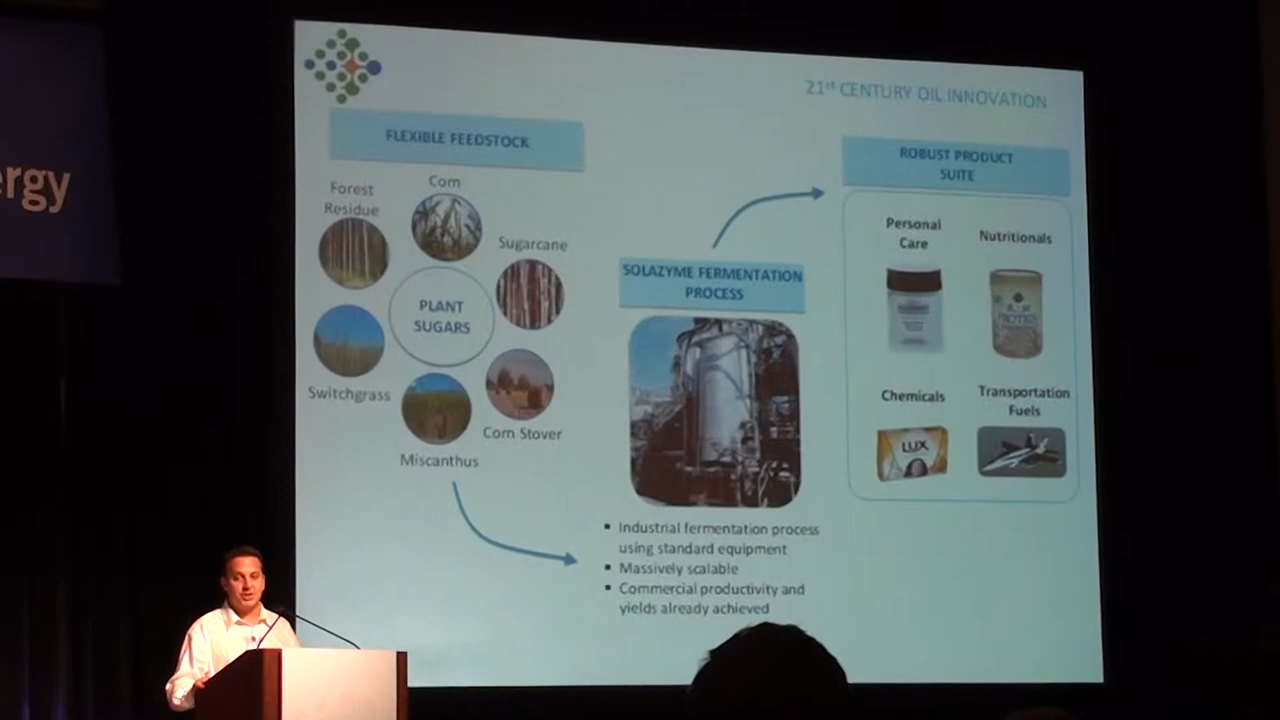 ergy
21st CENTURY OIL INNOVATION
FLEXIBLE FEEDSTOCK
Forest
Residue
Corn
Sugarcane
PLANT
SUGARS
Switchgrass
Corn Stover
Miscanthus
SOLAZYME FERMENTATION
PROCESS
▪ Industrial fermentation process
using standard equipment
▪ Massively scalable
▪ Commercial productivity and
yields already achieved
ROBUST PRODUCT
SUITE
Personal
Care
Nutritionals
RAW
PROTEIN
Chemicals
LUX
Transportation
Fuels